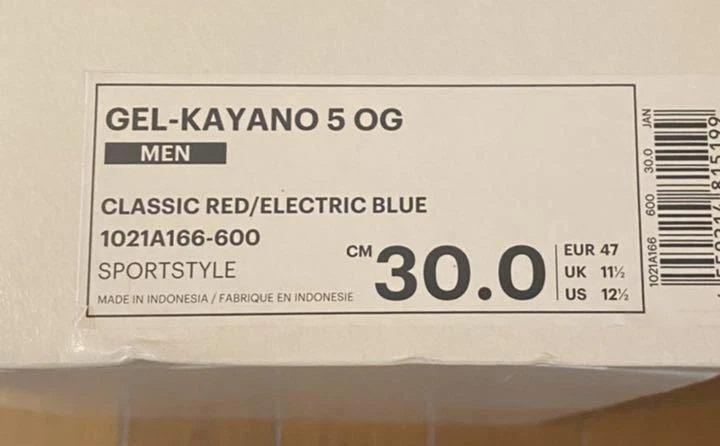 GEL-KAYANO 5 OG
MEN
CLASSIC RED/ELECTRIC BLUE
1021A166-600
SPORTSTYLE
MADE IN INDONESIA / FABRIQUE EN INDONESIE
CM 30.0
EUR 47
UK 11½
US 12½
1021A166 600 30.0 JAN